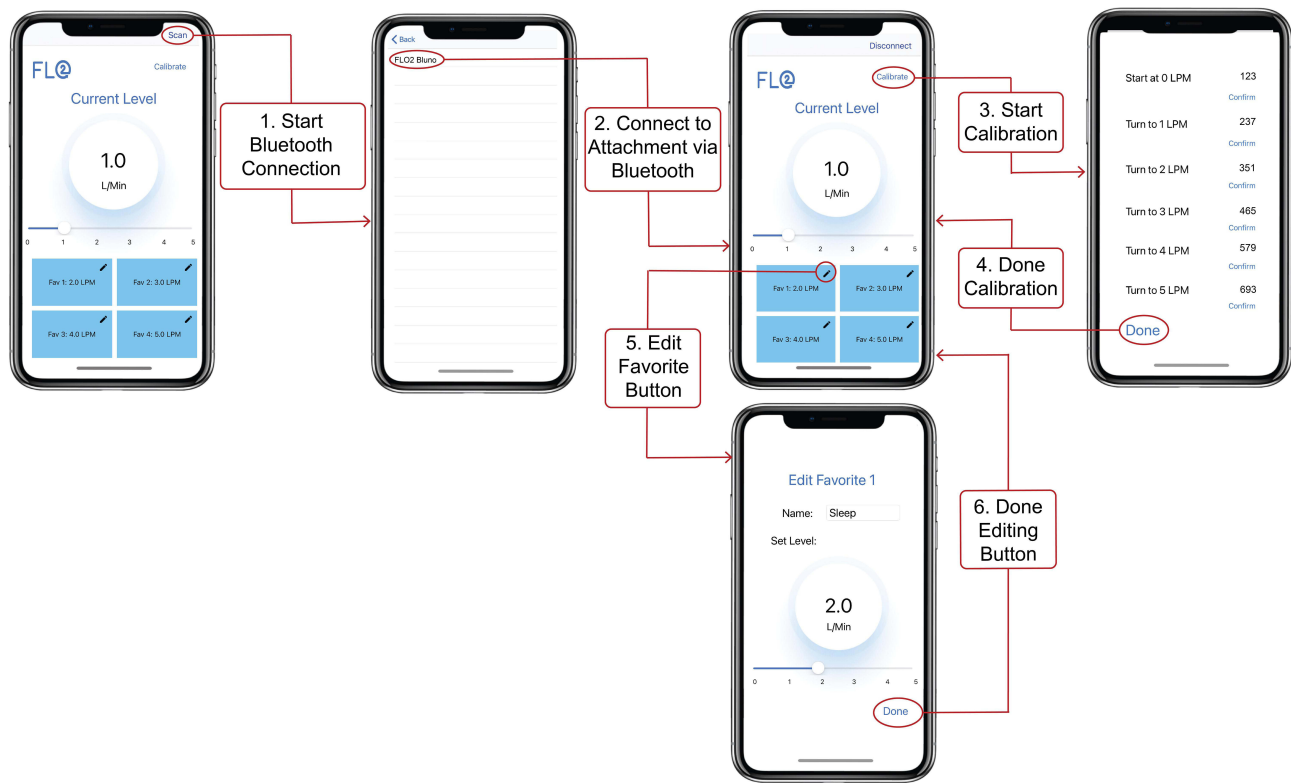 Scan
FLO2
Calibrate
Current Level
1.0
L/Min
0 1 2 3 4 5
Fav 1: 2.0 LPM
Fav 2: 3.0 LPM
Fav 3: 4.0 LPM
Fav 4: 5.0 LPM
1. Start
Bluetooth
Connection
Back
FLO2 Bluno
2. Connect to
Attachment via
Bluetooth
Disconnect
FLO2
Calibrate
Current Level
1.0
L/Min
0 1 2 3 4 5
Fav 1: 2.0 LPM
Fav 2: 3.0 LPM
Fav 3: 4.0 LPM
Fav 4: 5.0 LPM
3. Start
Calibration
Start at 0 LPM 123
Confirm
Turn to 1 LPM 237
Confirm
Turn to 2 LPM 351
Confirm
Turn to 3 LPM 465
Confirm
Turn to 4 LPM 579
Confirm
Turn to 5 LPM 693
Confirm
Done
4. Done
Calibration
5. Edit
Favorite
Button
Edit Favorite 1
Name: Sleep
Set Level:
2.0
L/Min
0 1 2 3 4 5
Done
6. Done
Editing
Button